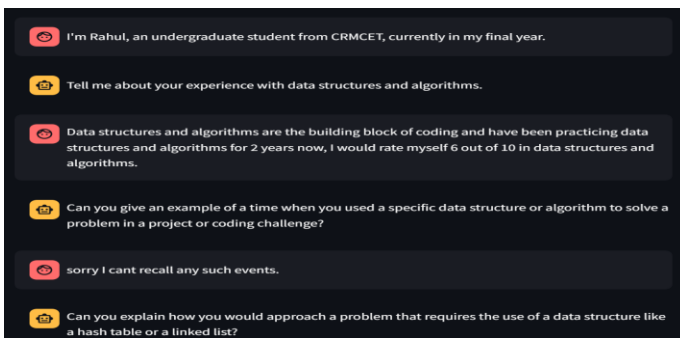 I'm Rahul, an undergraduate student from CRMCET, currently in my final year.
Tell me about your experience with data structures and algorithms.
Data structures and algorithms are the building block of coding and have been practicing data
structures and algorithms for 2 years now, I would rate myself 6 out of 10 in data structures and
algorithms.
Can you give an example of a time when you used a specific data structure or algorithm to solve a
problem in a project or coding challenge?
sorry I cant recall any such events.
Can you explain how you would approach a problem that requires the use of a data structure like
a hash table or a linked list?